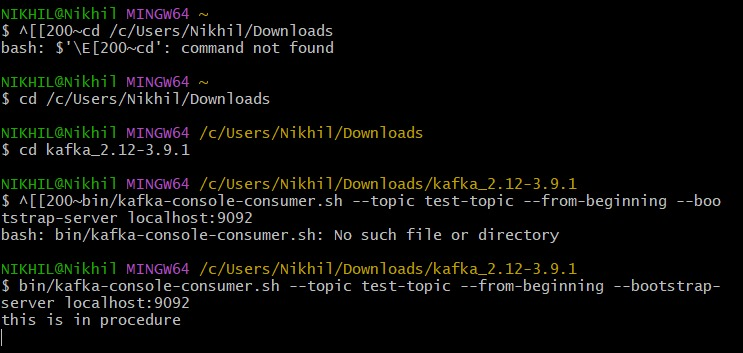 NIKHIL@Nikhil MINGW64 ~
$ ^[[200~cd /c/Users/Nikhil/Downloads
bash: $'\E[200~cd': command not found
NIKHIL@Nikhil MINGW64 ~
$ cd /c/Users/Nikhil/Downloads
NIKHIL@Nikhil MINGW64 /c/Users/Nikhil/Downloads
$ cd kafka_2.12-3.9.1
NIKHIL@Nikhil MINGW64 /c/Users/Nikhil/Downloads/kafka_2.12-3.9.1
$ ^[[200~bin/kafka-console-consumer.sh --topic test-topic --from-beginning --boo
tstrap-server localhost:9092
bash: bin/kafka-console-consumer.sh: No such file or directory
NIKHIL@Nikhil MINGW64 /c/Users/Nikhil/Downloads/kafka_2.12-3.9.1
$ bin/kafka-console-consumer.sh --topic test-topic --from-beginning --bootstrap-
server localhost:9092
this is in procedure